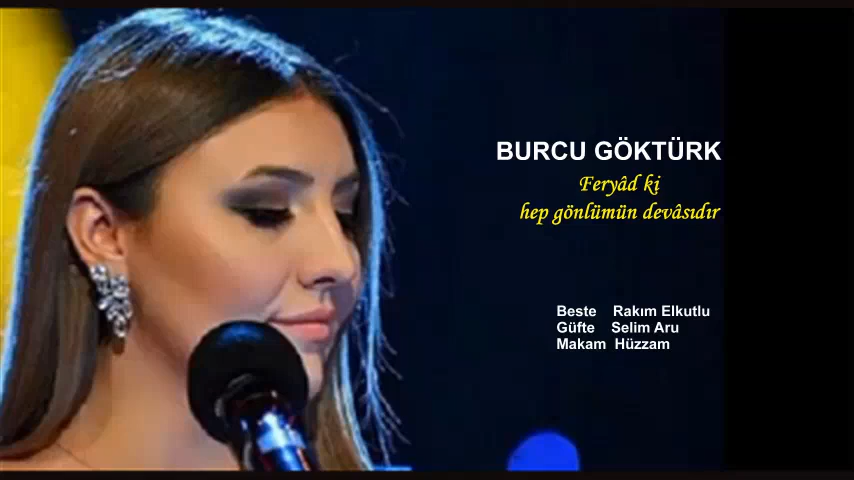 BURCU GÖKTÜRK
Feryâd ki
hep gönlümün devâsıdır
Beste Rakım Elkutlu
Güfte Selim Aru
Makam Hüzzam